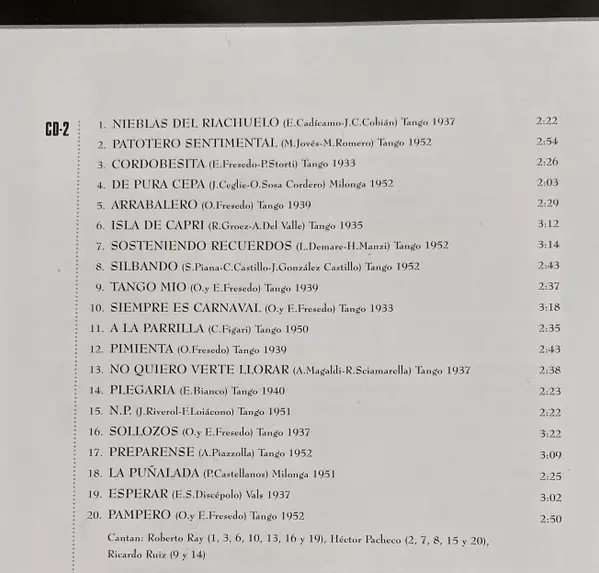 CD-2
1. NIEBLAS DEL RIACHUELO (E.Cadícamo-J.C.Cobián) Tango 1937 2:22
2. PATOTERO SENTIMENTAL (M.Jovés-M.Romero) Tango 1952 2:54
3. CORDOBESITA (E.Fresedo-P.Storti) Tango 1933 2:26
4. DE PURA CEPA (J.Ceglie-O.Sosa Cordero) Milonga 1952 2:03
5. ARRABALERO (O.Fresedo) Tango 1939 2:29
6. ISLA DE CAPRI (R.Groez-A.Del Valle) Tango 1935 3:12
7. SOSTENIENDO RECUERDOS (L.Demare-H.Manzi) Tango 1952 3:14
8. SILBANDO (S.Piana-C.Castillo-J.González Castillo) Tango 1952 2:43
9. TANGO MIO (O.y E.Fresedo) Tango 1939 2:37
10. SIEMPRE ES CARNAVAL (O.y E.Fresedo) Tango 1933 3:18
11. A LA PARRILLA (C.Figari) Tango 1950 2:35
12. PIMIENTA (O.Fresedo) Tango 1939 2:43
13. NO QUIERO VERTE LLORAR (A.Magaldi-R.Sciamarella) Tango 1937 2:38
14. PLEGARIA (E.Bianco) Tango 1940 2:23
15. N.P. (J.Riverol-F.Loiácono) Tango 1951 2:22
16. SOLLOZOS (O.y E.Fresedo) Tango 1937 3:22
17. PREPARENSE (A.Piazzolla) Tango 1952 3:09
18. LA PUÑALADA (P.Castellanos) Milonga 1951 2:25
19. ESPERAR (E.S.Discépolo) Vals 1937 3:02
20. PAMPERO (O.y E.Fresedo) Tango 1952 2:50
Cantan: Roberto Ray (1, 3, 6, 10, 13, 16 y 19), Héctor Pacheco (2, 7, 8, 15 y 20),
Ricardo Ruiz (9 y 14)